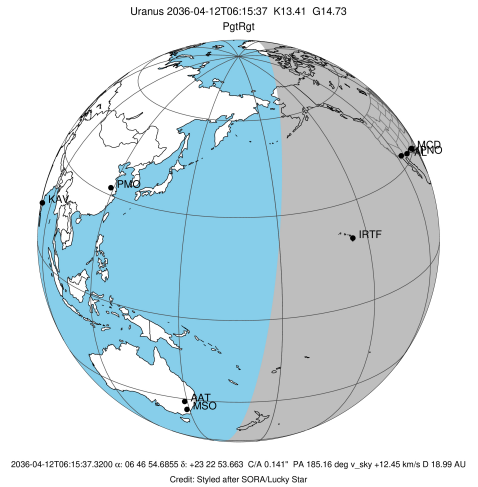 Uranus 2036-04-12T06:15:37 K13.41 G14.73
PgtRgt
MCD
KAV
PMO
IRTF
AAT
MSO
2036-04-12T06:15:37.3200 α: 06 46 54.6855 δ: +23 22 53.663 C/A 0.141" PA 185.16 deg v_sky +12.45 km/s D 18.99 AU
Credit: Styled after SORA/Lucky Star